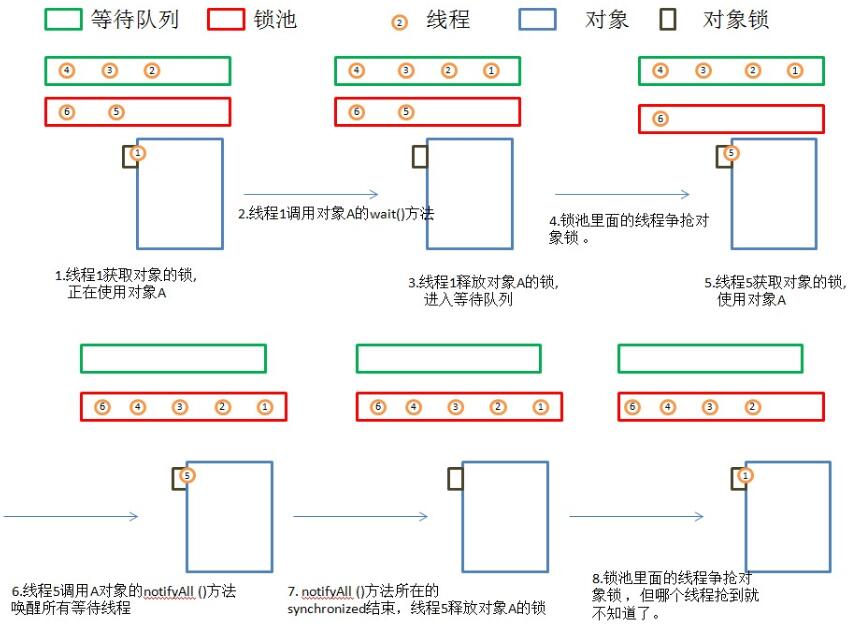 等待队列 锁池 ② 线程 对象 对象锁
④ ③ ② ④ ③ ② ① ④ ③ ② ①
⑥ ⑤ ⑥ ⑤ ⑥
① ⑤
2.线程1调用对象A的wait()方法
4.锁池里面的线程争抢对
象锁 。
1.线程1获取对象的锁,
正在使用对象A
3.线程1释放对象A的锁,
进入等待队列
5.线程5获取对象的锁,
使用对象A
⑥ ④ ③ ② ① ⑥ ④ ③ ② ① ⑥ ④ ③ ②
⑤ ①
6.线程5调用A对象的notifyAll ()方法
唤醒所有等待线程
7. notifyAll ()方法所在的
synchronized结束，线程5释放对象A的锁
8.锁池里面的线程争抢对
象锁 ，但哪个线程抢到就
不知道了。